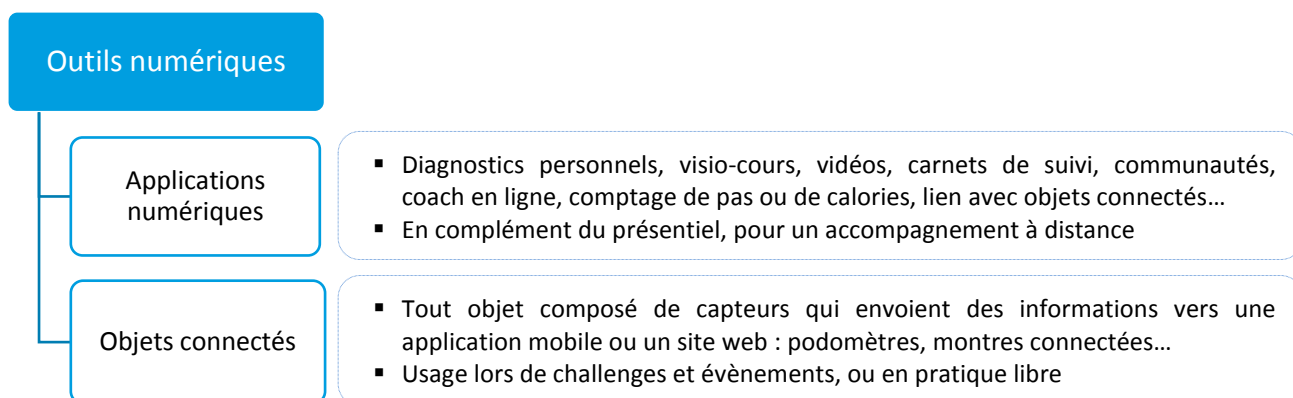 Outils numériques
Applications
numériques
▪ Diagnostics personnels, visio-cours, vidéos, carnets de suivi, communautés,
coach en ligne, comptage de pas ou de calories, lien avec objets connectés…
▪ En complément du présentiel, pour un accompagnement à distance
Objets connectés
▪ Tout objet composé de capteurs qui envoient des informations vers une
application mobile ou un site web : podomètres, montres connectées…
▪ Usage lors de challenges et évènements, ou en pratique libre